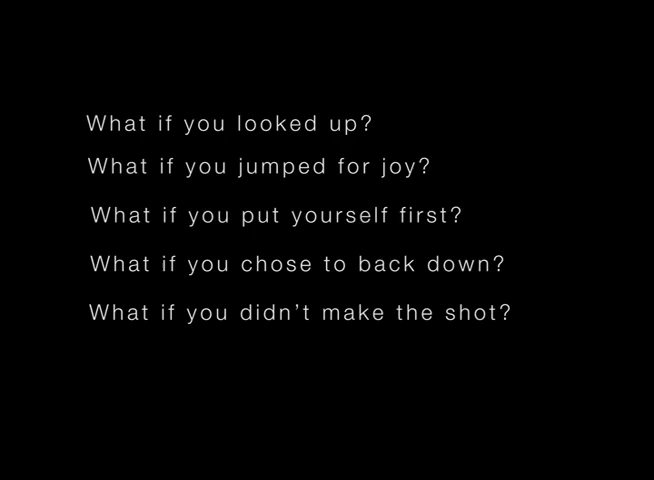 What if you looked up?
What if you jumped for joy?
What if you put yourself first?
What if you chose to back down?
What if you didn’t make the shot?